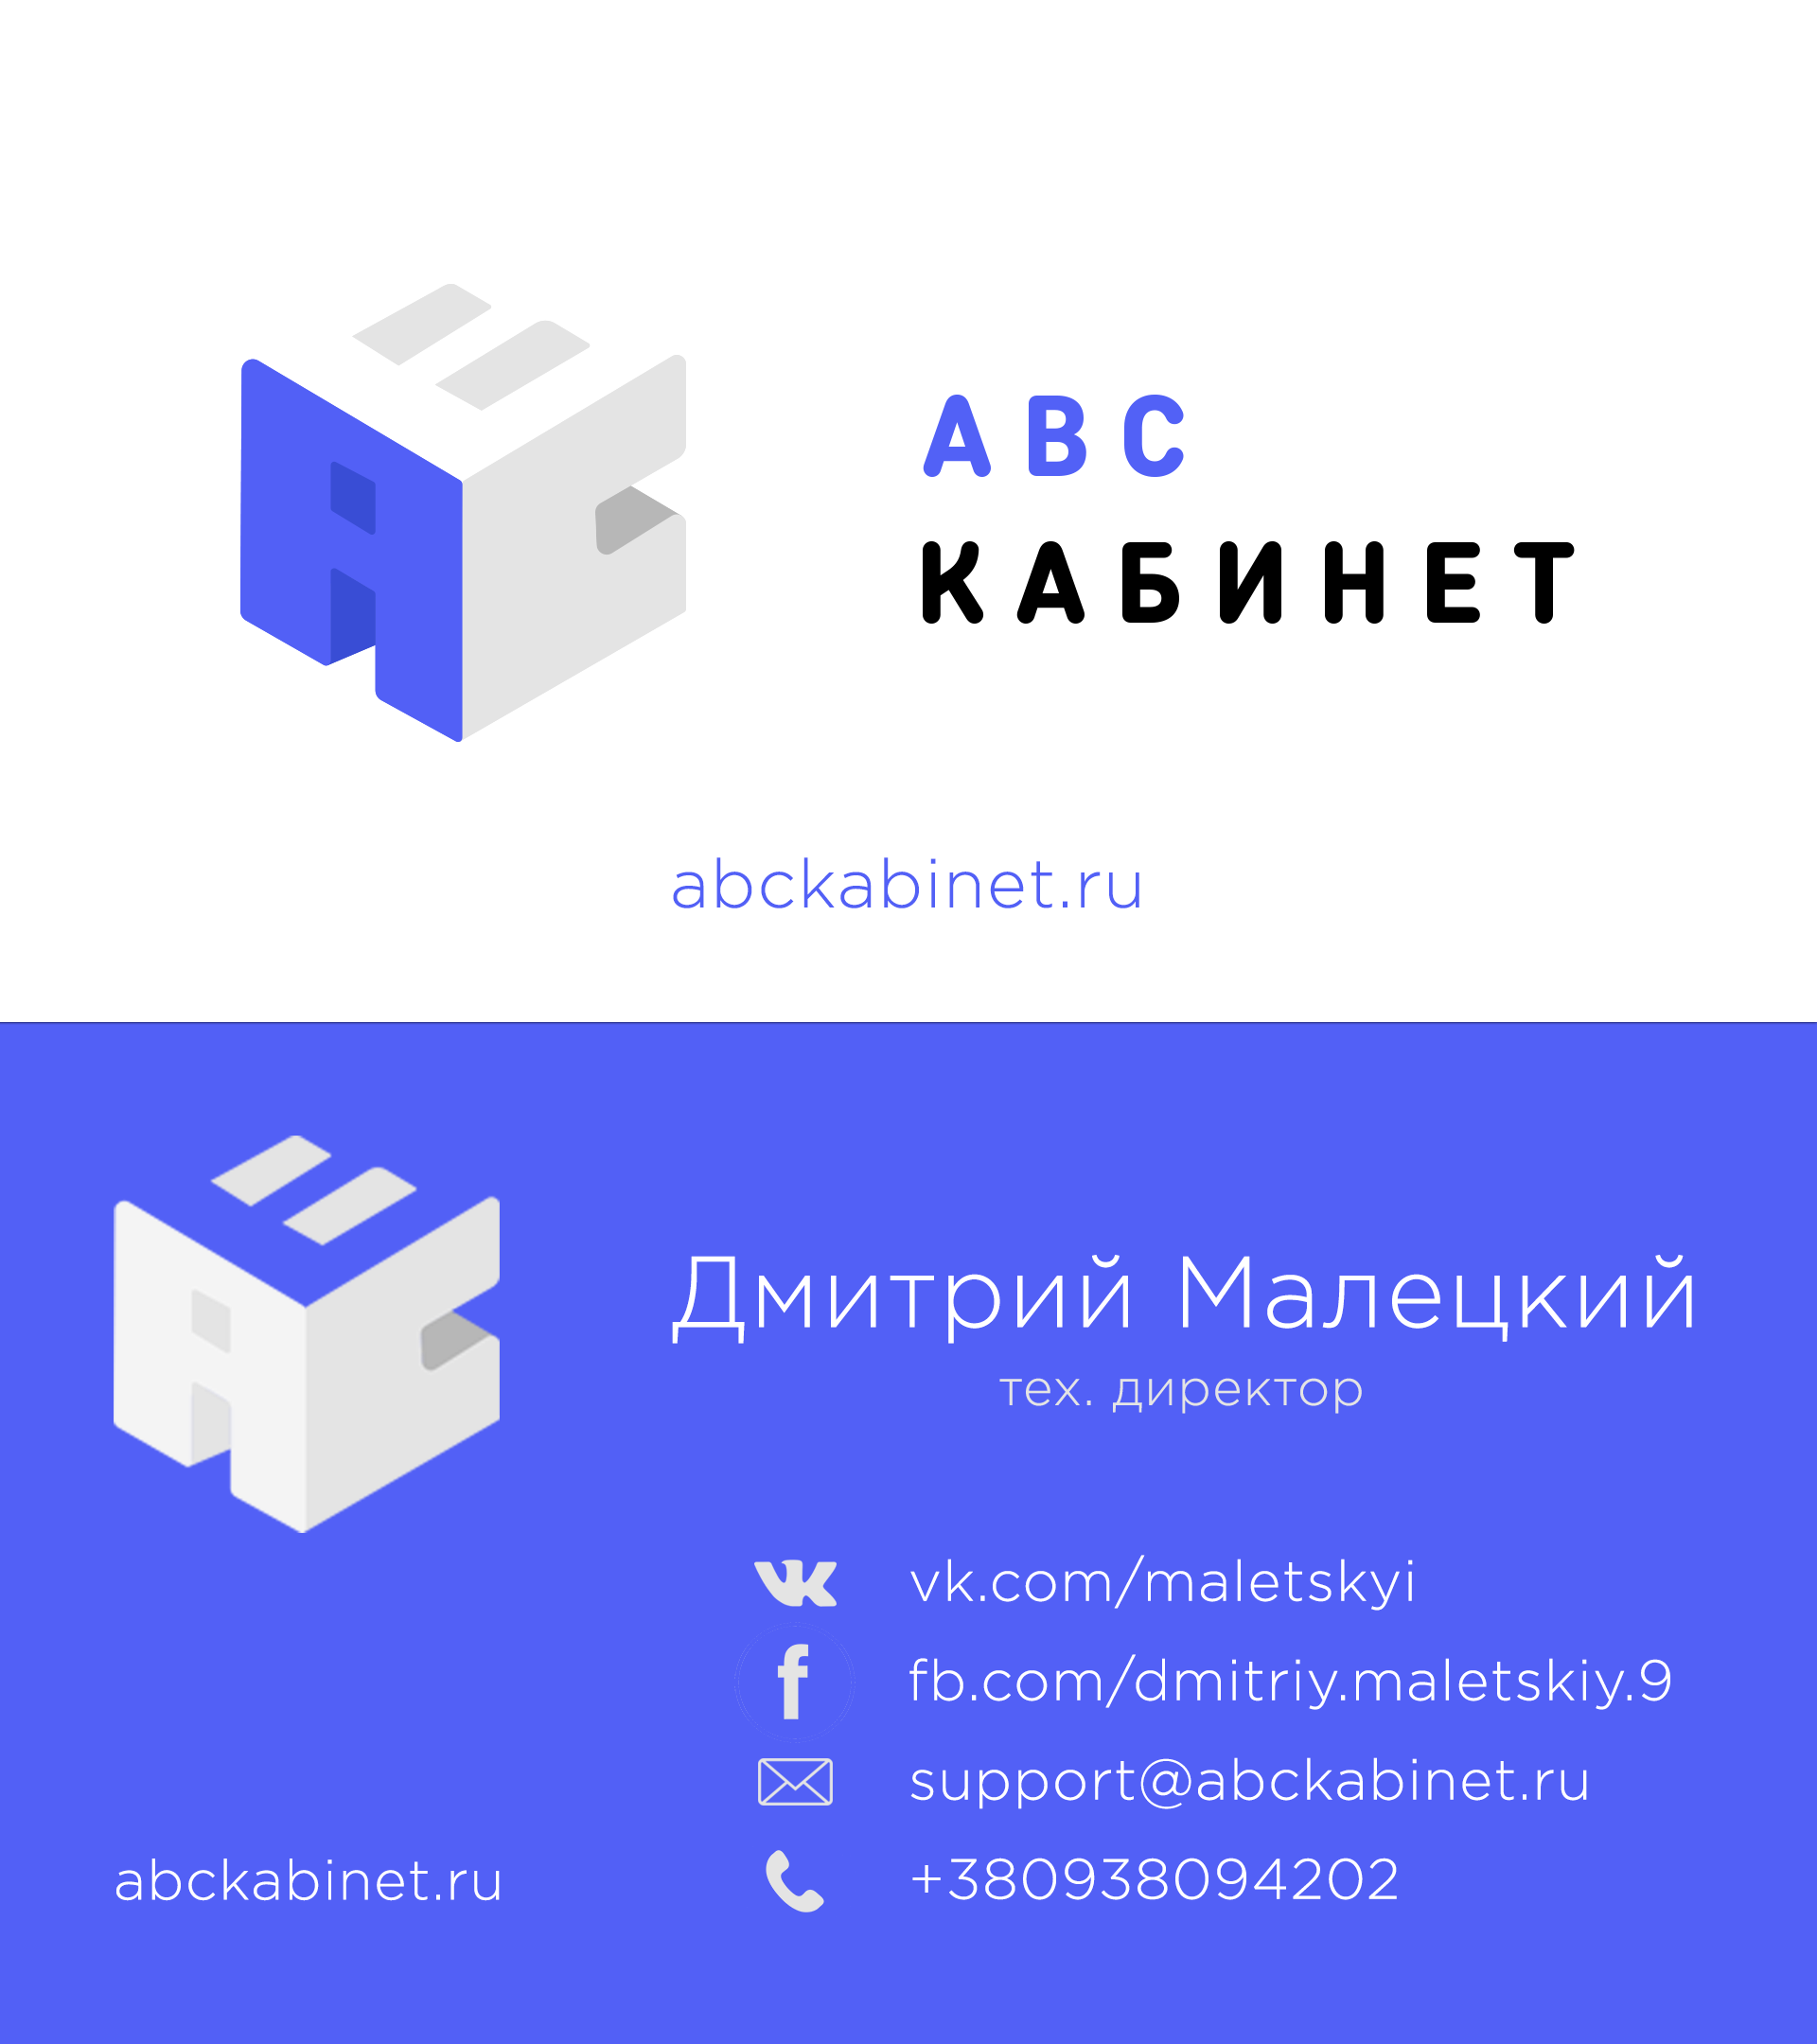 АВС
КАБИНЕТ
abckabinet.ru
Дмитрий Малецкий
тех. директор
vk.com/maletskyi
fb.com/dmitriy.maletskiy.9
support@abckabinet.ru
+380938094202
abckabinet.ru